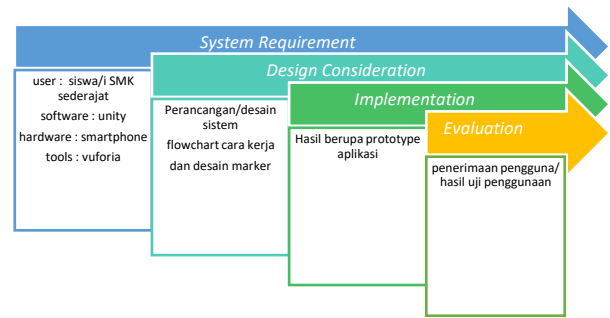 System Requirement
user : siswa/i SMK
sederajat
software : unity
hardware : smartphone
tools : vuforia
Design Consideration
Perancangan/desain
sistem
flowchart cara kerja
dan desain marker
Implementation
Hasil berupa prototype
aplikasi
Evaluation
penerimaan pengguna/
hasil uji penggunaan